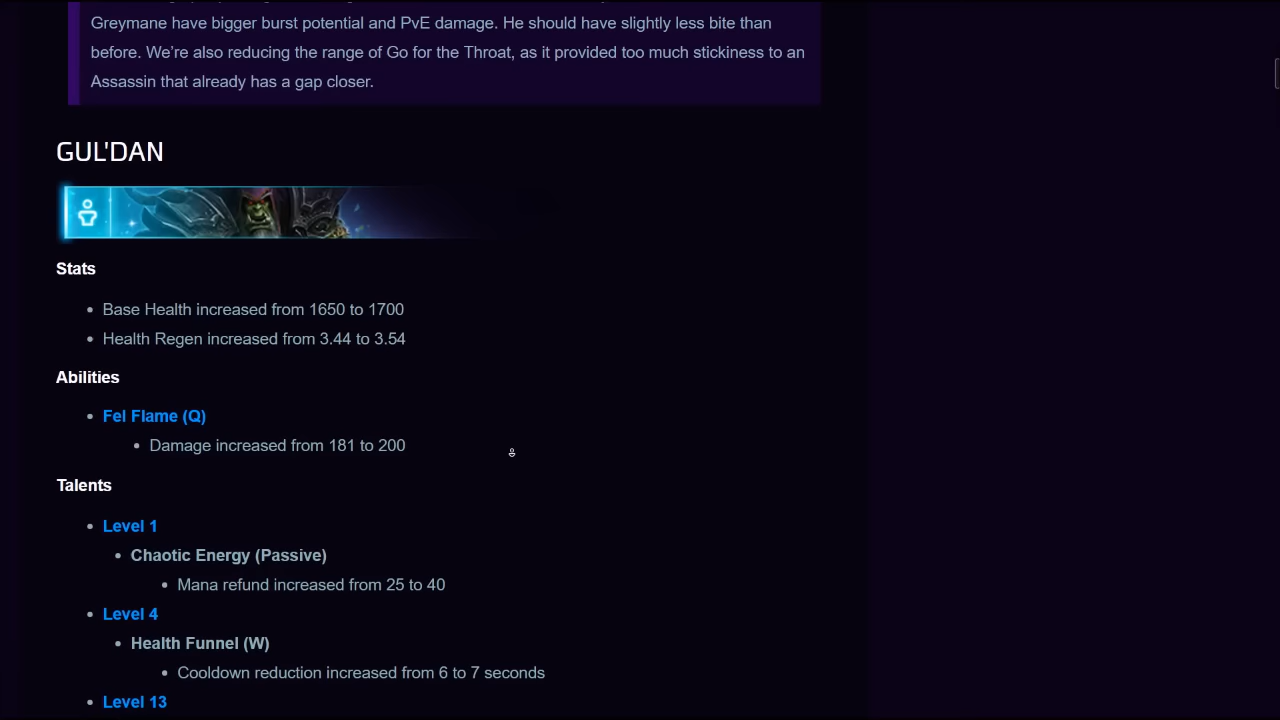 Greymane have bigger burst potential and PvE damage. He should have slightly less bite than
before. We’re also reducing the range of Go for the Throat, as it provided too much stickiness to an
Assassin that already has a gap closer.
GUL'DAN
Stats
Base Health increased from 1650 to 1700
Health Regen increased from 3.44 to 3.54
Abilities
Fel Flame (Q)
Damage increased from 181 to 200
Talents
Level 1
Chaotic Energy (Passive)
Mana refund increased from 25 to 40
Level 4
Health Funnel (W)
Cooldown reduction increased from 6 to 7 seconds
Level 13